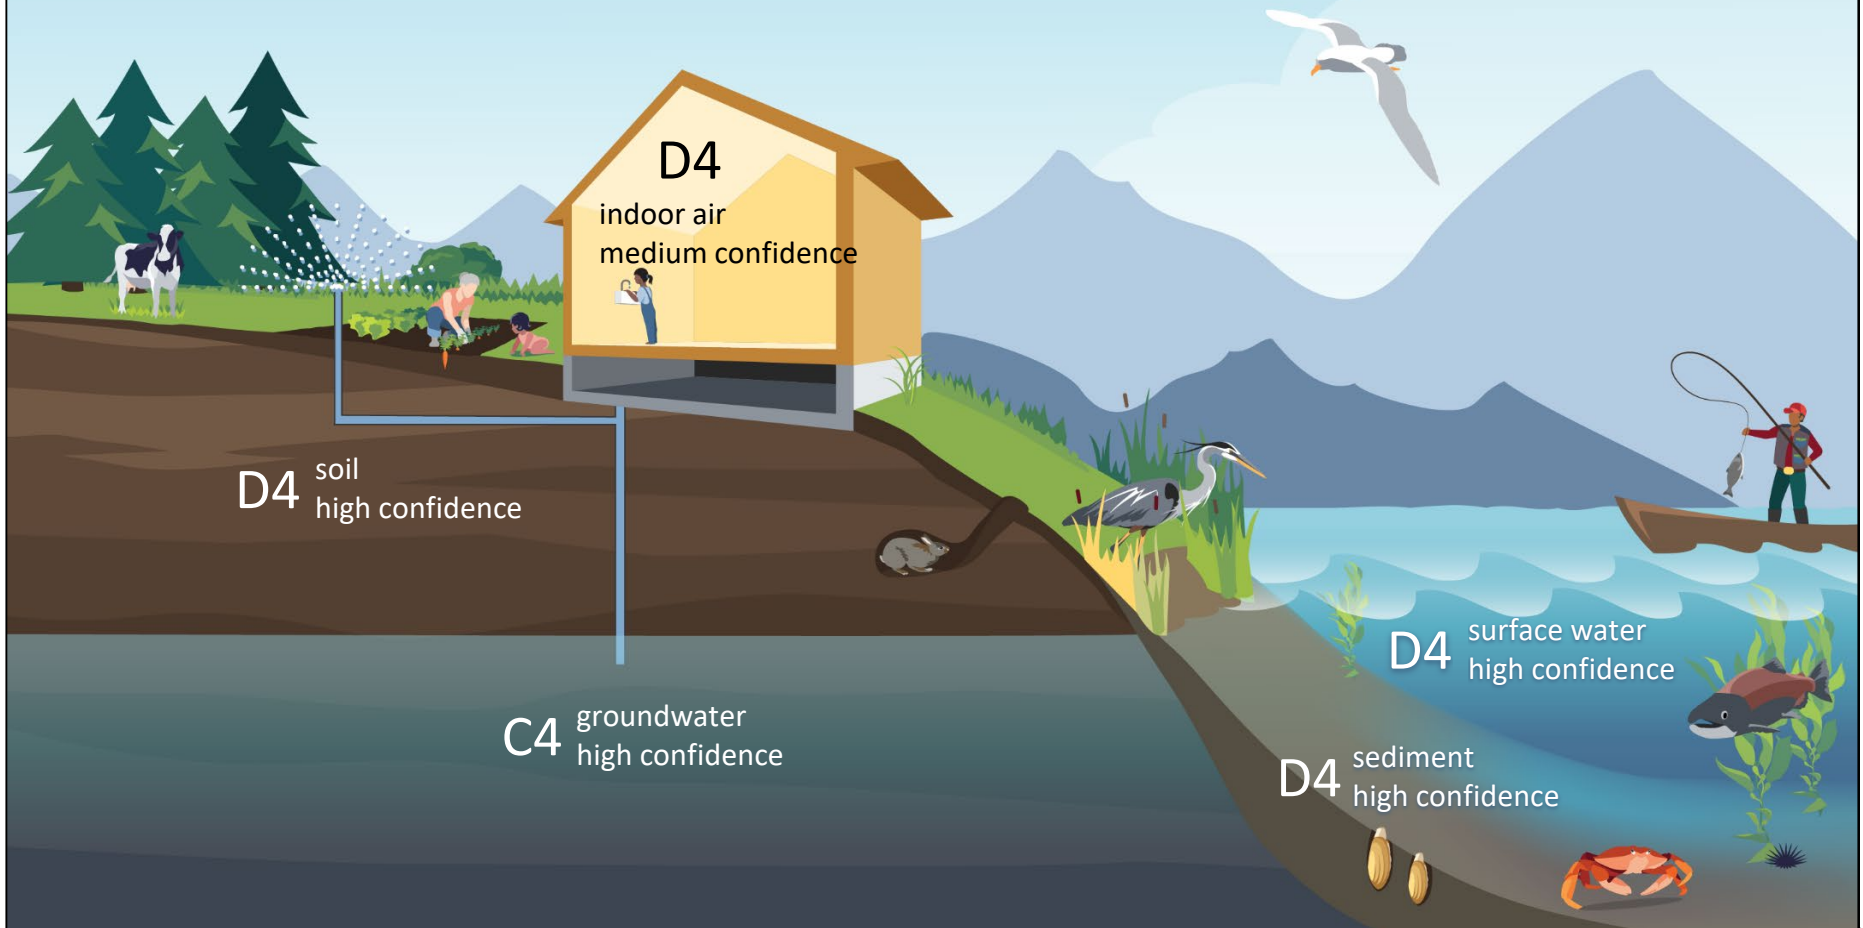 D4
indoor air
medium confidence
D4
soil
high confidence
D4
surface water
high confidence
C4
groundwater
high confidence
D4
sediment
high confidence